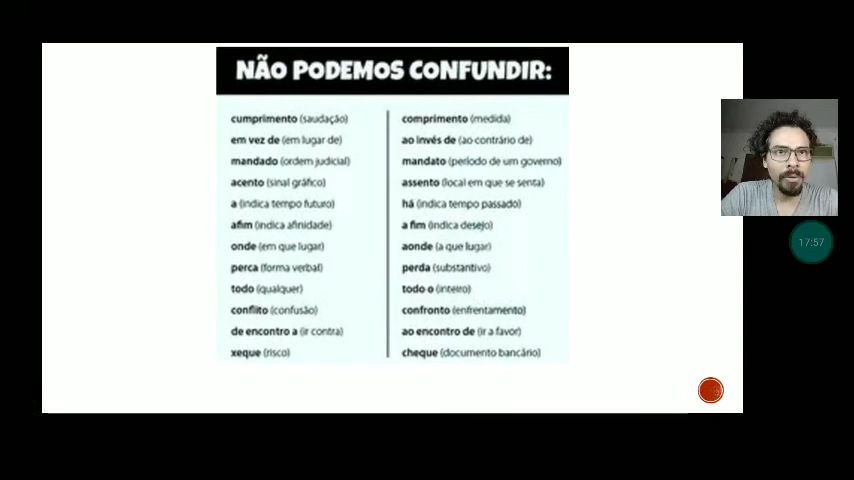 NÃO PODEMOS CONFUNDIR:
cumprimento (saudação)
comprimento (medida)
em vez de (em lugar de)
ao invés de (ao contrário de)
mandado (ordem judicial)
mandato (período de um governo)
acento (sinal gráfico)
assento (local em que se senta)
a (indica tempo futuro)
há (indica tempo passado)
afim (indica afinidade)
a fim (indica desejo)
onde (em que lugar)
aonde (a que lugar)
perca (forma verbal)
perda (substantivo)
todo (qualquer)
todo o (inteiro)
conflito (confusão)
confronto (enfrentamento)
de encontro a (ir contra)
ao encontro de (ir a favor)
xeque (risco)
cheque (documento bancário)
17:57